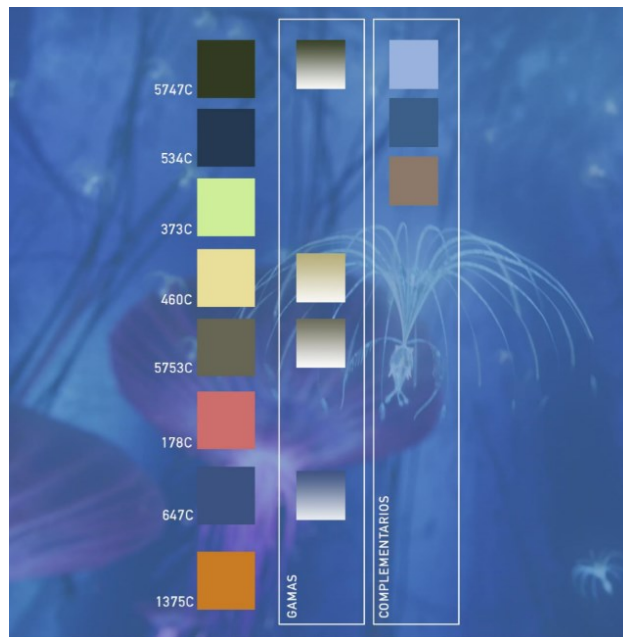 5747C
534C
373C
460C
5753C
178C
647C
1375C
GAMAS
COMPLEMENTARIOS